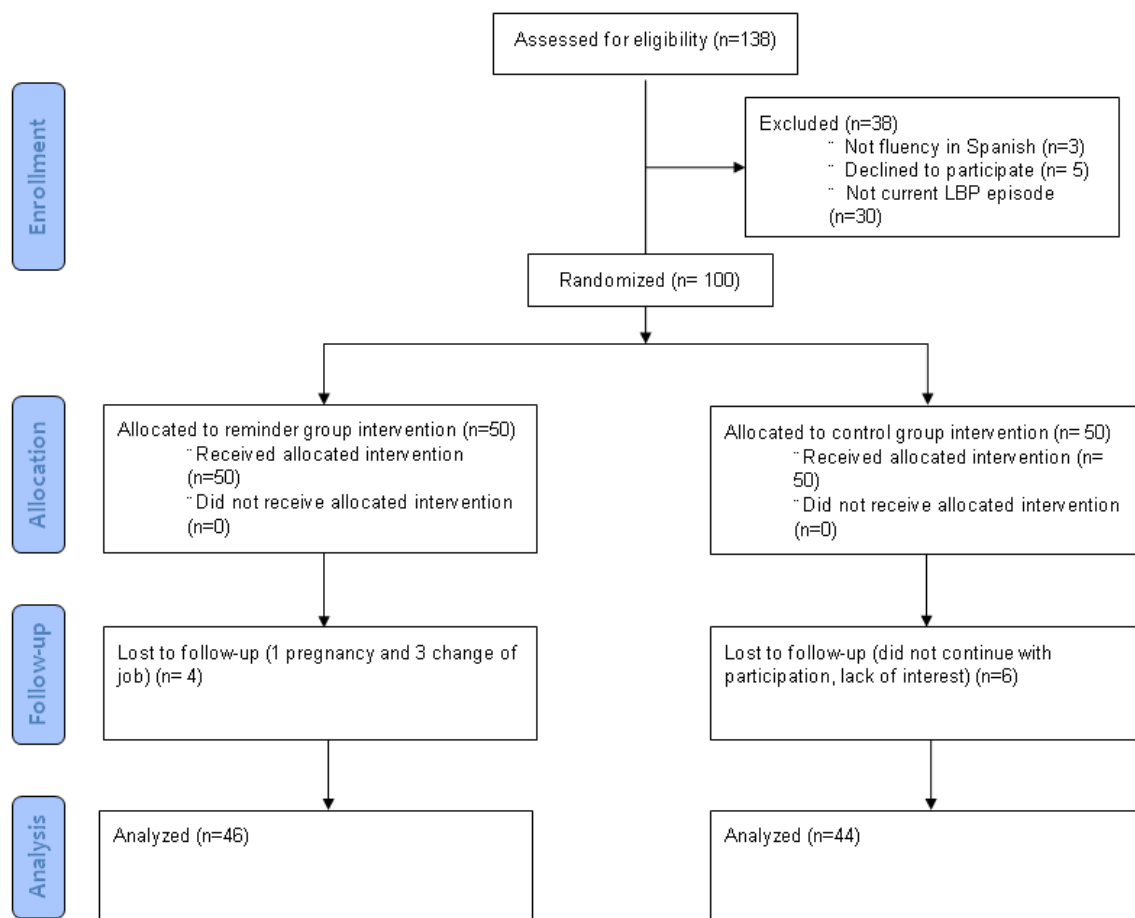 Enrollment
Assessed for eligibility (n=138)
Excluded (n=38)
¨ Not fluency in Spanish (n=3)
¨ Declined to participate (n= 5)
¨ Not current LBP episode
(n=30)
Randomized (n= 100)
Allocation
Allocated to reminder group intervention (n=50)
¨ Received allocated intervention
(n=50)
¨ Did not receive allocated intervention
(n=0)
Allocated to control group intervention (n= 50)
¨ Received allocated intervention (n=
50)
¨ Did not receive allocated intervention
(n=0)
Follow-up
Lost to follow-up (1 pregnancy and 3 change of
job) (n= 4)
Lost to follow-up (did not continue with
participation, lack of interest) (n=6)
Analysis
Analyzed (n=46)
Analyzed (n=44)